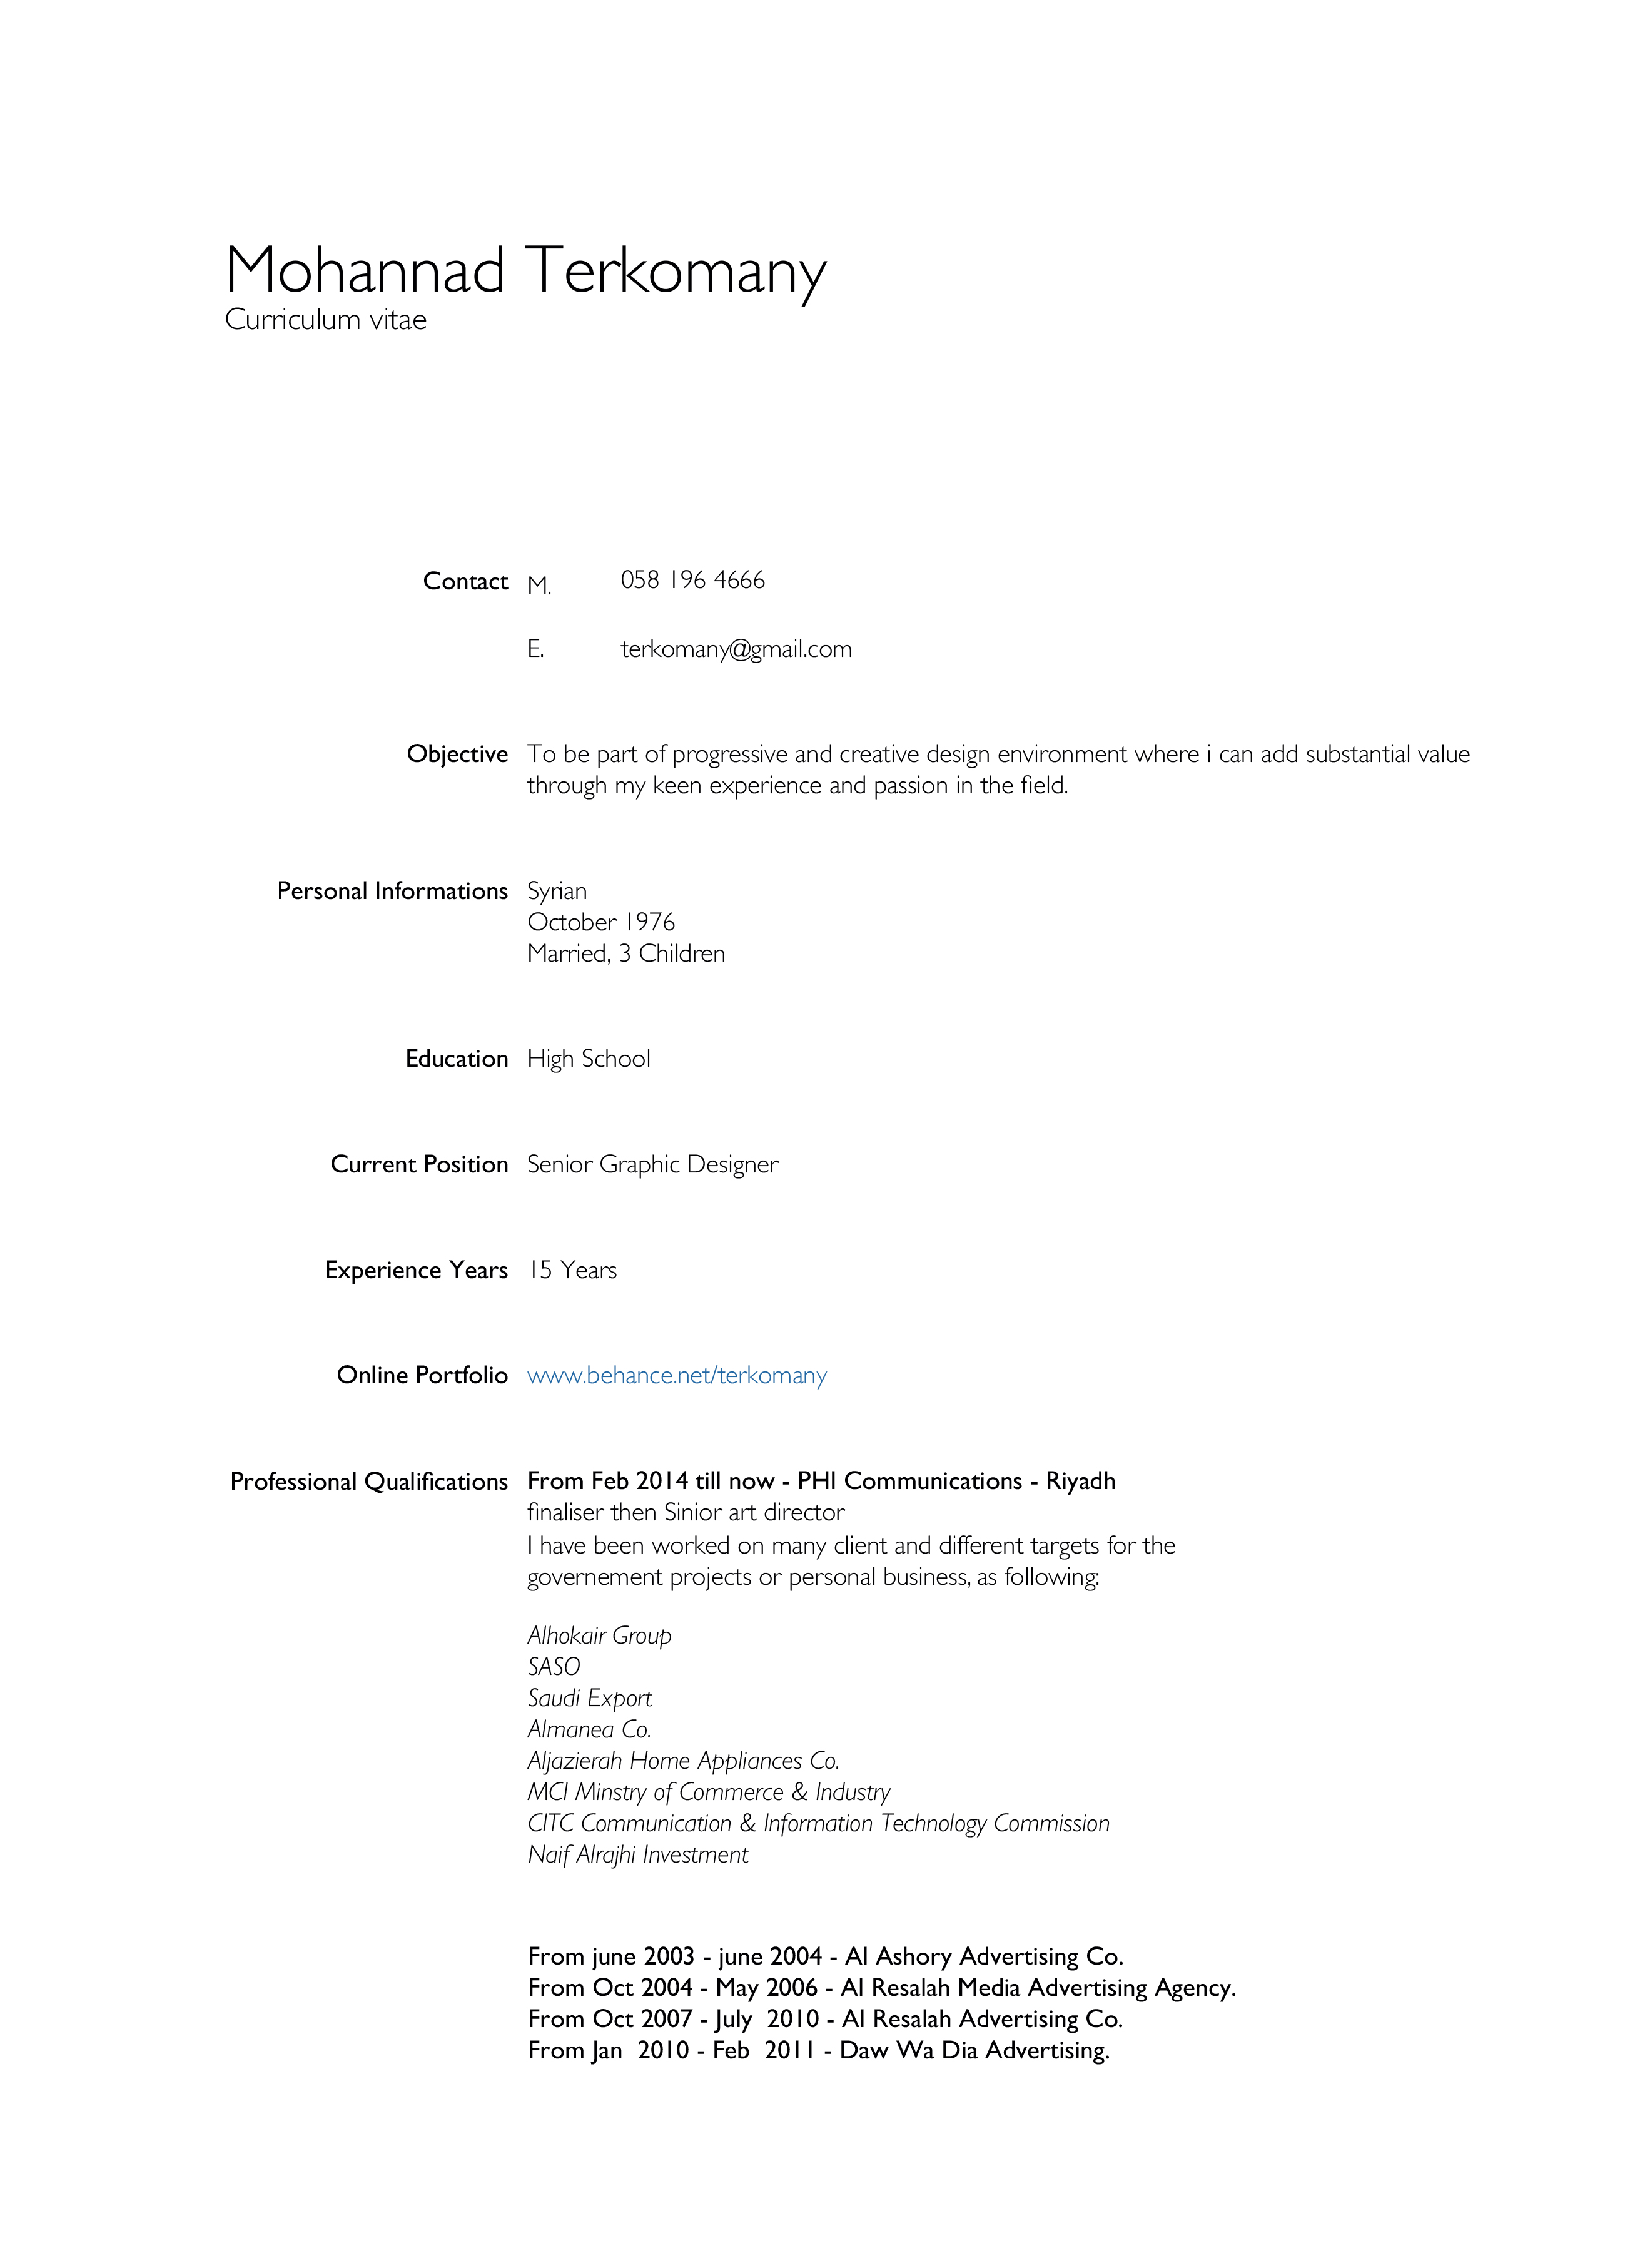 Mohannad Terkomany
Curriculum vitae
Contact M. 058 196 4666
E. terkomany@gmail.com
Objective To be part of progressive and creative design environment where i can add substantial value
through my keen experience and passion in the field.
Personal Informations Syrian
October 1976
Married, 3 Children
Education High School
Current Position Senior Graphic Designer
Experience Years 15 Years
Online Portfolio www.behance.net/terkomany
Professional Qualifications From Feb 2014 till now - PHI Communications - Riyadh
finaliser then Sinior art director
I have been worked on many client and different targets for the
governement projects or personal business, as following:
Alhokair Group
SASO
Saudi Export
Almanea Co.
Aljazierah Home Appliances Co.
MCI Minstry of Commerce & Industry
CITC Communication & Information Technology Commission
Naif Alrajhi Investment
From june 2003 - june 2004 - Al Ashory Advertising Co.
From Oct 2004 - May 2006 - Al Resalah Media Advertising Agency.
From Oct 2007 - July  2010 - Al Resalah Advertising Co.
From Jan  2010 - Feb  2011 - Daw Wa Dia Advertising.